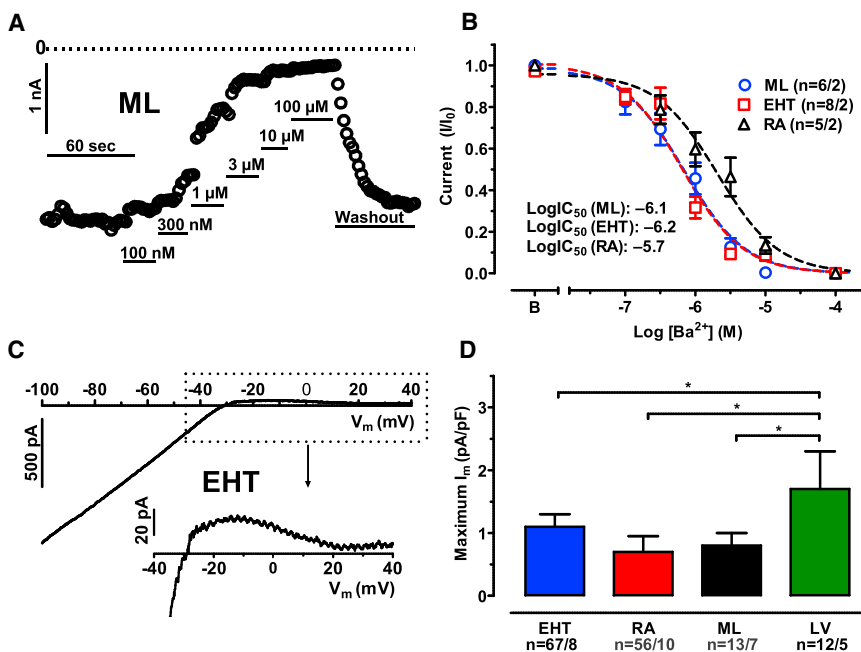 A
0
1 nA
ML
60 sec
100 µM
10 µM
3 µM
1 µM
300 nM
100 nM
Washout
B
Current (I/I0)
1.0
0.8
0.6
0.4
0.2
0.0
ML (n=6/2)
EHT (n=8/2)
RA (n=5/2)
LogIC50 (ML): –6.1
LogIC50 (EHT): –6.2
LogIC50 (RA): –5.7
B -7 -6 -5 -4
Log [Ba2+] (M)
C
-100 -80 -60 -40 -20 0 20 40
Vm (mV)
500 pA
EHT
20 pA
-40 -20 0 20 40
Vm (mV)
D
Maximum Im (pA/pF)
3
2
1
0
*
*
*
EHT RA ML LV
n=67/8 n=56/10 n=13/7 n=12/5